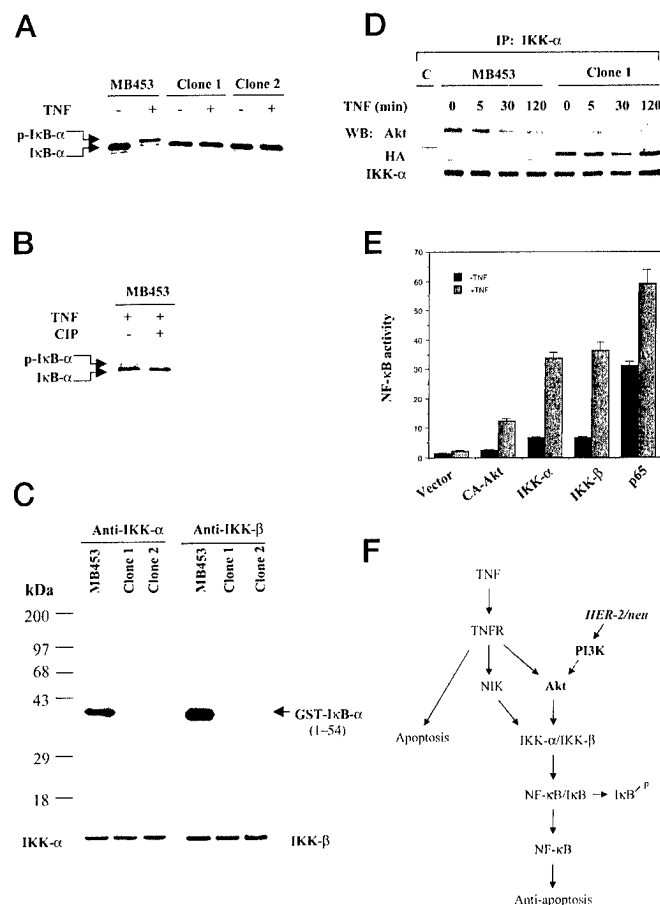 A
MB453 Clone 1 Clone 2
TNF - + - + - +
p-IκB-α
IκB-α
B
MB453
TNF + +
CIP - +
p-IκB-α
IκB-α
C
Anti-IKK-α Anti-IKK-β
MB453 Clone 1 Clone 2 MB453 Clone 1 Clone 2
kDa
200
97
68
43
GST-IκB-α
(1–54)
29
18
IKK-α IKK-β
D
IP: IKK-α
C MB453 Clone 1
TNF (min) 0 5 30 120 0 5 30 120
WB: Akt
HA
IKK-α
E
NF-κB activity
70
60
50
40
30
20
10
0
-TNF
+TNF
Vector CA-Akt IKK-α IKK-β p65
F
TNF
HER-2/neu
TNFR
PI3K
NIK Akt
Apoptosis IKK-α/IKK-β
NF-κB/IκB IκB p
NF-κB
Anti-apoptosis